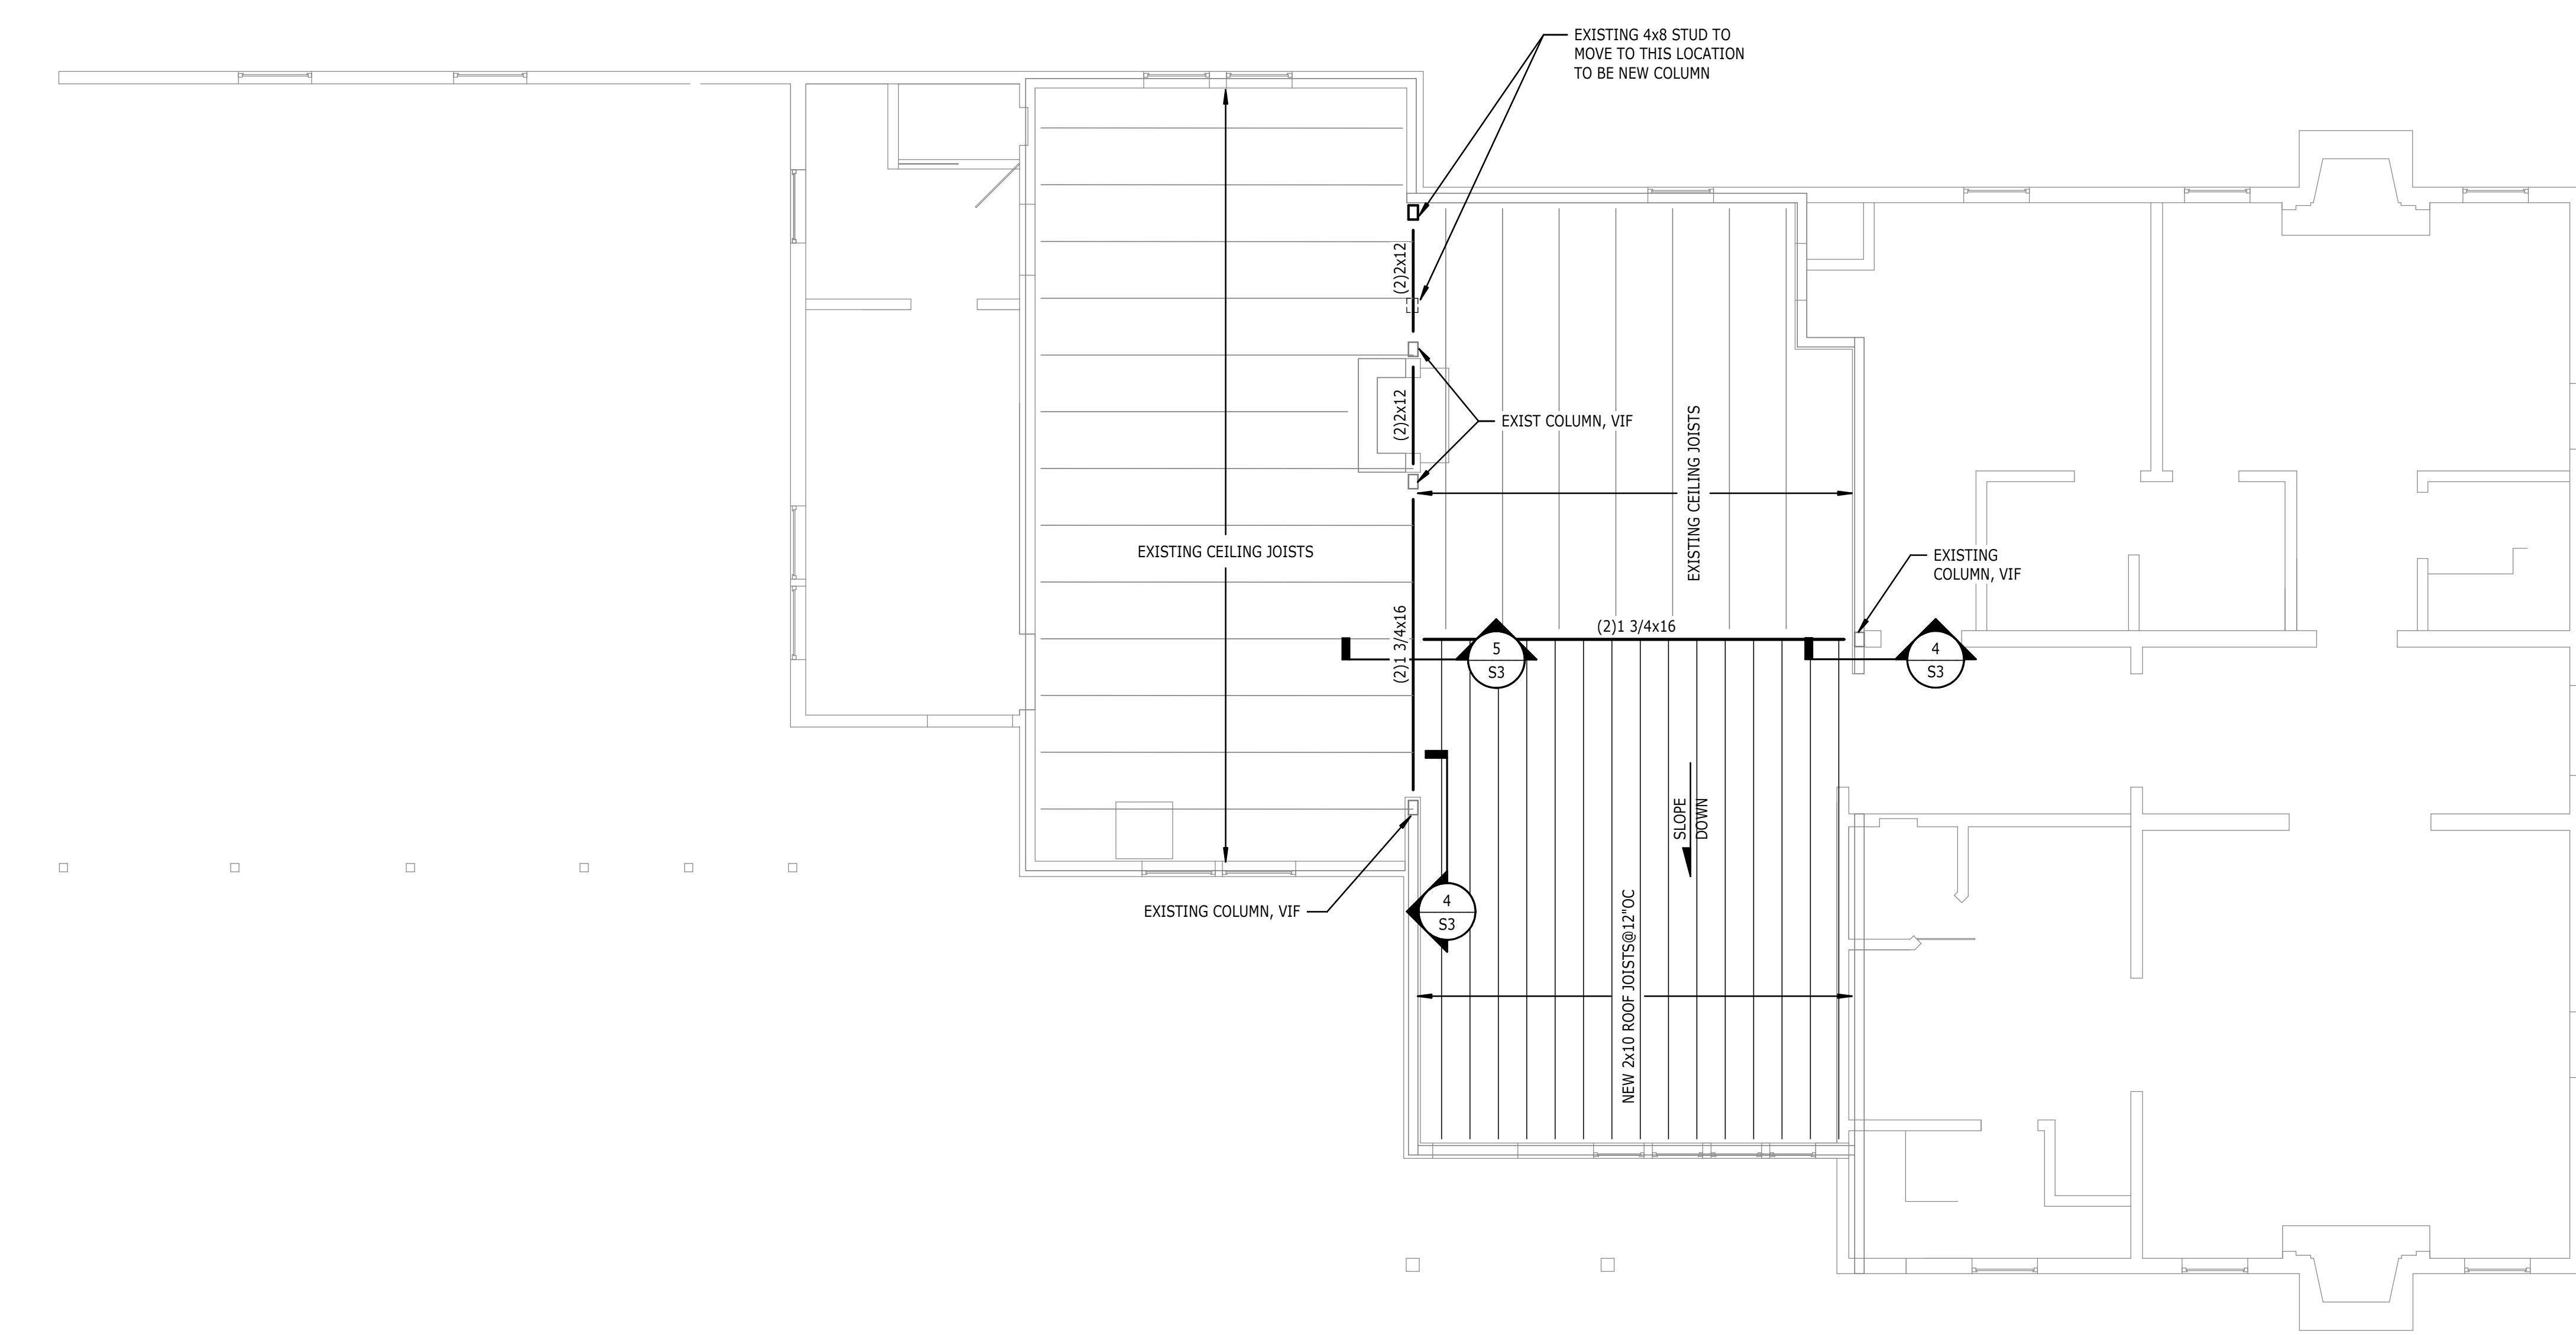 EXISTING 4x8 STUD TO
MOVE TO THIS LOCATION
TO BE NEW COLUMN
(2)2x12
(2)2x12
EXIST COLUMN, VIF
EXISTING CEILING JOISTS
EXISTING CEILING JOISTS
EXISTING
COLUMN, VIF
(2)1 3/4x16
(2)1 3/4x16
5
S3
4
S3
SLOPE
DOWN
EXISTING COLUMN, VIF
4
S3
NEW 2x10 ROOF JOISTS@12"OC